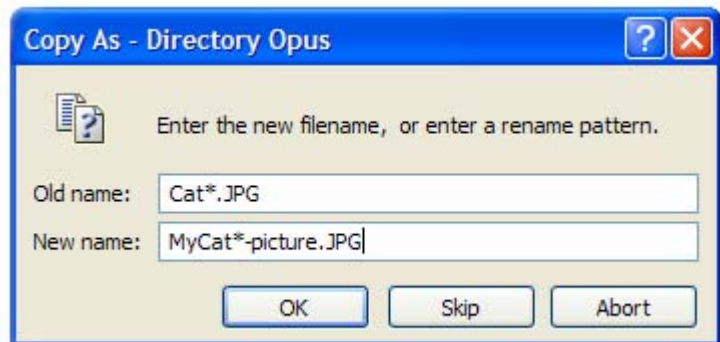 Copy As - Directory Opus
Enter the new filename, or enter a rename pattern.
Old name: Cat*.JPG
New name: MyCat*-picture.JPG
OK Skip Abort